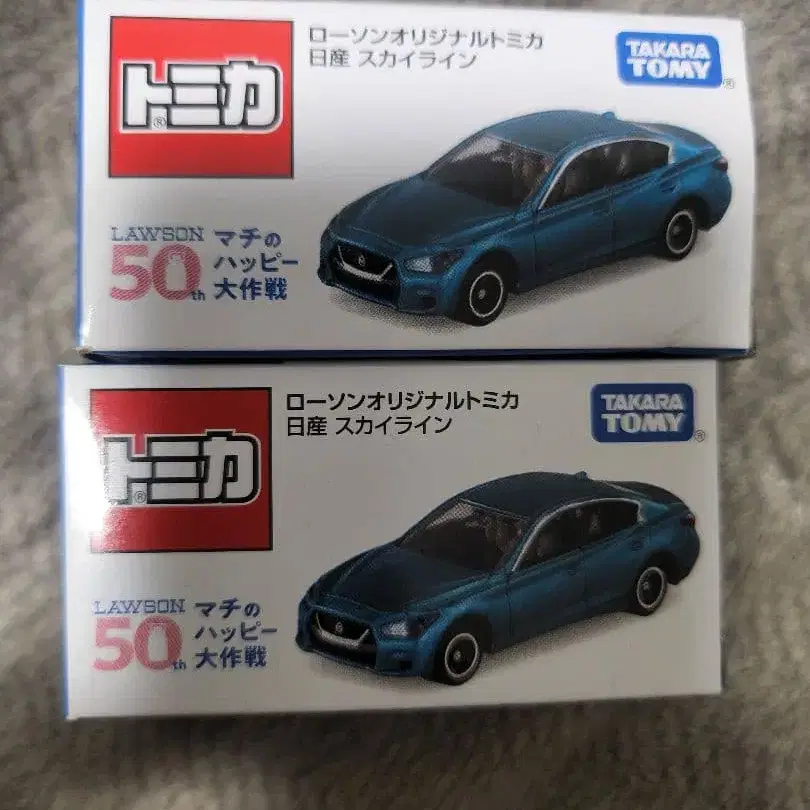 ローソンオリジナルトミカ
日産 スカイライン
TAKARA
TOMY®
トミカ®
LAWSON
50th
マチの
ハッピー
大作戦
ローソンオリジナルトミカ
日産 スカイライン
TAKARA
TOMY®
トミカ®
LAWSON
50th
マチの
ハッピー
大作戦